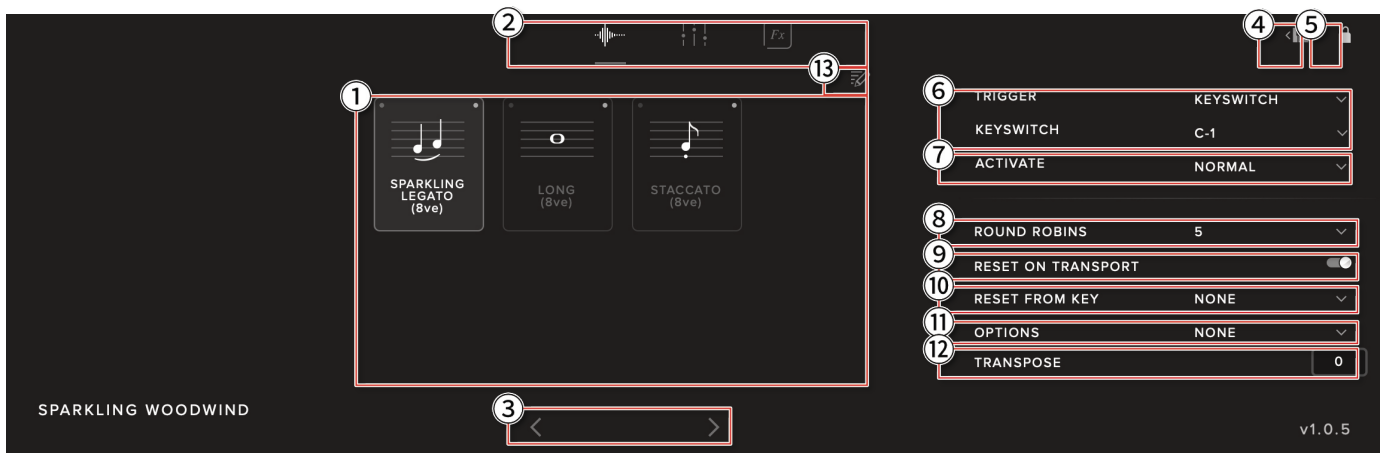 2
Fx
4
5
13
1
6
TRIGGER KEYSWITCH
KEYSWITCH C-1
7
ACTIVATE NORMAL
SPARKLING
LEGATO
(8ve)
LONG
(8ve)
STACCATO
(8ve)
8
ROUND ROBINS 5
9
RESET ON TRANSPORT
10
RESET FROM KEY NONE
11
OPTIONS NONE
12
TRANSPOSE 0
SPARKLING WOODWIND
3
< >
v1.0.5